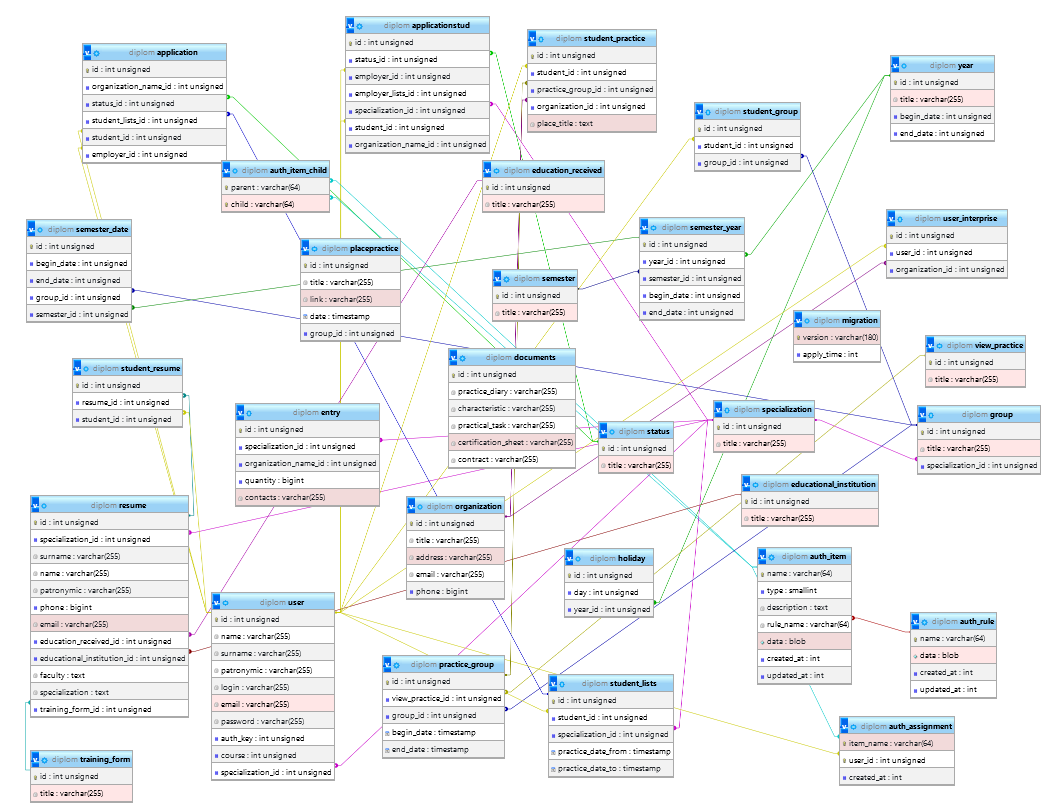 diplom application
id : int unsigned
organization_name_id : int unsigned
status_id : int unsigned
student_lists_id : int unsigned
student_id : int unsigned
employer_id : int unsigned
diplom applicationstud
id : int unsigned
status_id : int unsigned
employer_id : int unsigned
employer_lists_id : int unsigned
specialization_id : int unsigned
student_id : int unsigned
organization_name_id : int unsigned
diplom student_practice
id : int unsigned
student_id : int unsigned
practice_group_id : int unsigned
organization_id : int unsigned
place_title : text
diplom year
id : int unsigned
title : varchar(255)
begin_date : int unsigned
end_date : int unsigned
diplom student_group
id : int unsigned
student_id : int unsigned
group_id : int unsigned
diplom auth_item_child
parent : varchar(64)
child : varchar(64)
diplom education_received
id : int unsigned
title : varchar(255)
diplom semester_date
id : int unsigned
begin_date : int unsigned
end_date : int unsigned
group_id : int unsigned
semester_id : int unsigned
diplom placepractice
id : int unsigned
title : varchar(255)
link : varchar(255)
date : timestamp
group_id : int unsigned
diplom semester
id : int unsigned
title : varchar(255)
diplom semester_year
id : int unsigned
year_id : int unsigned
semester_id : int unsigned
begin_date : int unsigned
end_date : int unsigned
diplom user_interprise
id : int unsigned
user_id : int unsigned
organization_id : int unsigned
diplom migration
version : varchar(180)
apply_time : int
diplom view_practice
id : int unsigned
title : varchar(255)
diplom student_resume
id : int unsigned
resume_id : int unsigned
student_id : int unsigned
diplom documents
id : int unsigned
practice_diary : varchar(255)
characteristic : varchar(255)
practical_task : varchar(255)
certification_sheet : varchar(255)
contract : varchar(255)
diplom entry
id : int unsigned
specialization_id : int unsigned
organization_name_id : int unsigned
quantity : bigint
contacts : varchar(255)
diplom status
id : int unsigned
title : varchar(255)
diplom specialization
id : int unsigned
title : varchar(255)
diplom group
id : int unsigned
title : varchar(255)
specialization_id : int unsigned
diplom educational_institution
id : int unsigned
title : varchar(255)
diplom resume
id : int unsigned
specialization_id : int unsigned
surname : varchar(255)
name : varchar(255)
patronymic : varchar(255)
phone : bigint
email : varchar(255)
education_received_id : int unsigned
educational_institution_id : int unsigned
faculty : text
specialization : text
training_form_id : int unsigned
diplom organization
id : int unsigned
title : varchar(255)
address : varchar(255)
email : varchar(255)
phone : bigint
diplom holiday
id : int unsigned
day : int unsigned
year_id : int unsigned
diplom auth_item
name : varchar(64)
type : smallint
description : text
rule_name : varchar(64)
data : blob
created_at : int
updated_at : int
diplom user
id : int unsigned
name : varchar(255)
surname : varchar(255)
patronymic : varchar(255)
login : varchar(255)
email : varchar(255)
password : varchar(255)
auth_key : int unsigned
course : int unsigned
specialization_id : int unsigned
diplom auth_rule
name : varchar(64)
data : blob
created_at : int
updated_at : int
diplom practice_group
id : int unsigned
view_practice_id : int unsigned
group_id : int unsigned
begin_date : timestamp
end_date : timestamp
diplom student_lists
id : int unsigned
student_id : int unsigned
specialization_id : int unsigned
practice_date_from : timestamp
practice_date_to : timestamp
diplom auth_assignment
item_name : varchar(64)
user_id : int unsigned
created_at : int
diplom training_form
id : int unsigned
title : varchar(255)